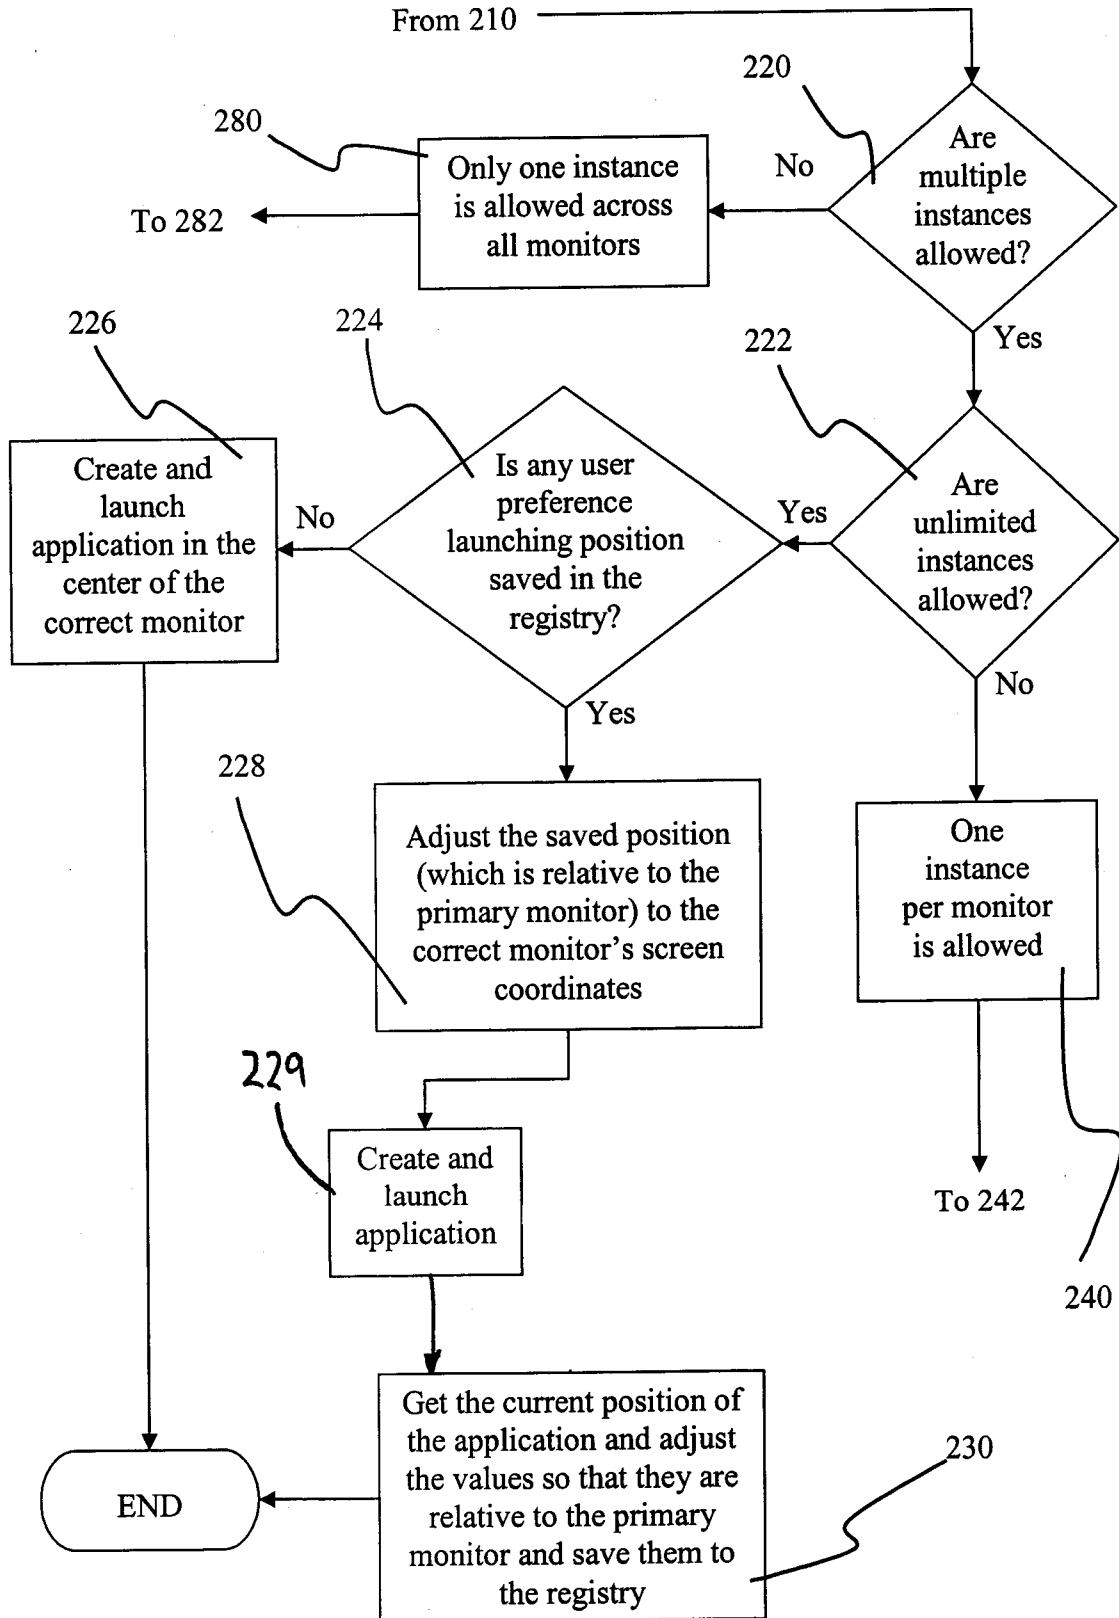 From 210
220
Are
multiple
instances
allowed?
No
280
Only one instance
is allowed across
all monitors
To 282
Yes
222
Are
unlimited
instances
allowed?
Yes
224
Is any user
preference
launching position
saved in the
registry?
No
226
Create and
launch
application in the
center of the
correct monitor
Yes
No
228
Adjust the saved position
(which is relative to the
primary monitor) to the
correct monitor's screen
coordinates
One
instance
per monitor
is allowed
229
Create and
launch
application
To 242
240
Get the current position of
the application and adjust
the values so that they are
relative to the primary
monitor and save them to
the registry
230
END